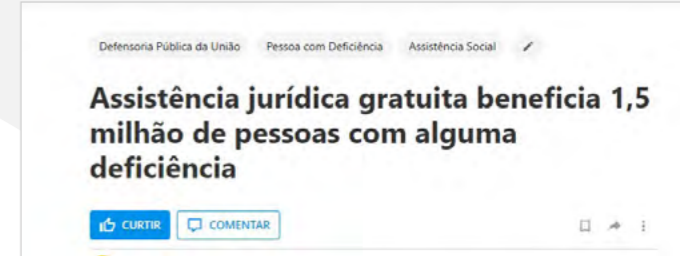 Defensoria Pública da União Pessoa com Deficiência Assistência Social
Assistência jurídica gratuita beneficia 1,5
milhão de pessoas com alguma
deficiência
CURTIR COMENTAR